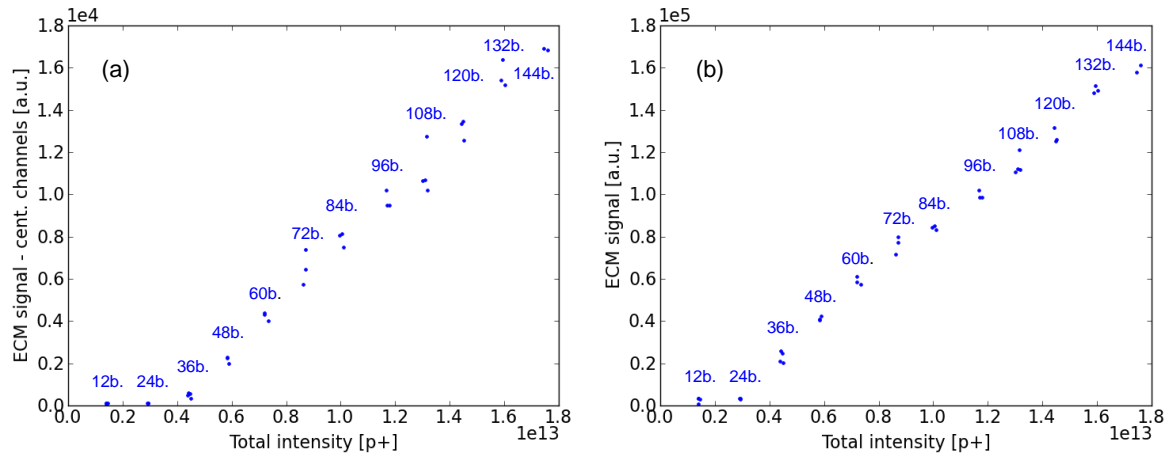 1.8 1e4
1.6
1.4
1.2
1.0
0.8
0.6
0.4
0.2
0.0
ECM signal - cent. channels [a.u.]
(a)
12b. 24b. 36b. 48b. 60b. 72b. 84b. 96b. 108b. 120b. 132b. 144b.
0.0 0.2 0.4 0.6 0.8 1.0 1.2 1.4 1.6 1.8
1e13
Total intensity [p+]
1.8 1e5
1.6
1.4
1.2
1.0
0.8
0.6
0.4
0.2
0.0
ECM signal [a.u.]
(b)
12b. 24b. 36b. 48b. 60b. 72b. 84b. 96b. 108b. 120b. 132b. 144b.
0.0 0.2 0.4 0.6 0.8 1.0 1.2 1.4 1.6 1.8
1e13
Total intensity [p+]